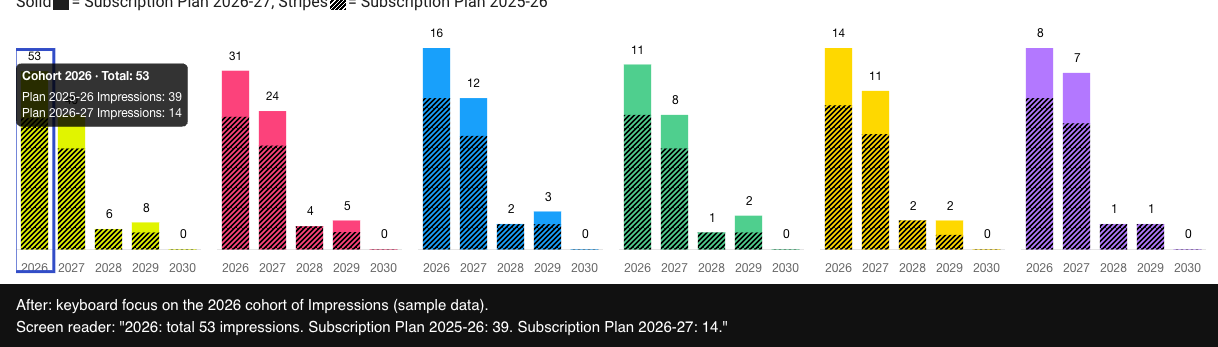 Solid = Subscription Plan 2026-27, Stripes = Subscription Plan 2025-26
53
Cohort 2026 · Total: 53
Plan 2025-26 Impressions: 39
Plan 2026-27 Impressions: 14
6 8 0
2026 2027 2028 2029 2030
31 24 4 5 0
2026 2027 2028 2029 2030
16 12 2 3 0
2026 2027 2028 2029 2030
11 8 1 2 0
2026 2027 2028 2029 2030
14 11 2 2 0
2026 2027 2028 2029 2030
8 7 1 1 0
2026 2027 2028 2029 2030
After: keyboard focus on the 2026 cohort of Impressions (sample data).
Screen reader: "2026: total 53 impressions. Subscription Plan 2025-26: 39. Subscription Plan 2026-27: 14."